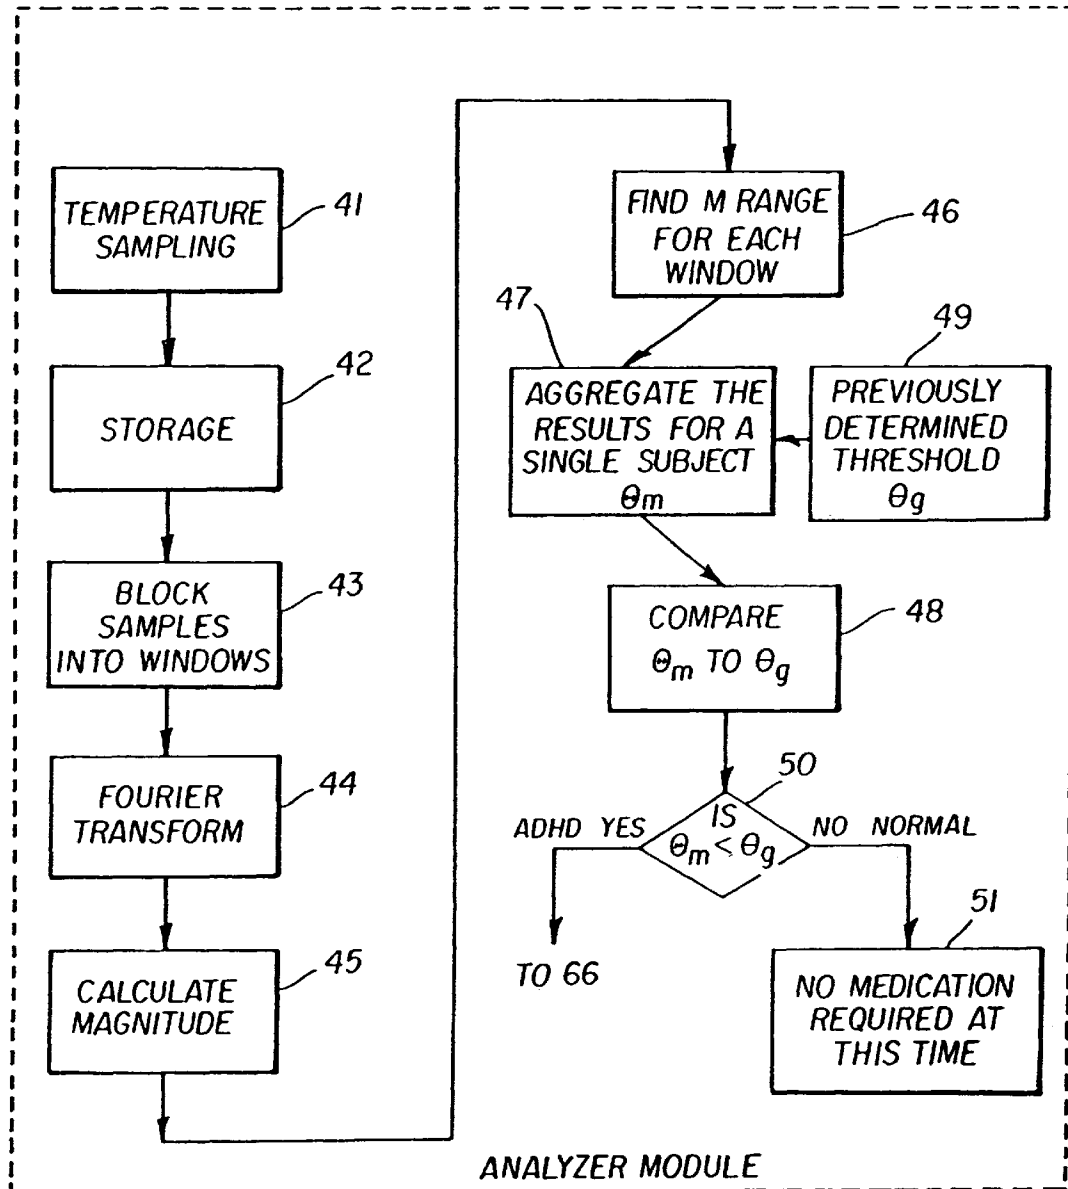 TEMPERATURE
SAMPLING
41
STORAGE
42
BLOCK
SAMPLES
INTO WINDOWS
43
FOURIER
TRANSFORM
44
CALCULATE
MAGNITUDE
45
FIND M RANGE
FOR EACH
WINDOW
46
47
AGGREGATE THE
RESULTS FOR A
SINGLE SUBJECT
Θm
49
PREVIOUSLY
DETERMINED
THRESHOLD
Θg
COMPARE
Θm TO Θg
48
50
IS
Θm < Θg
ADHD YES
NO NORMAL
TO 66
51
NO MEDICATION
REQUIRED AT
THIS TIME
ANALYZER MODULE